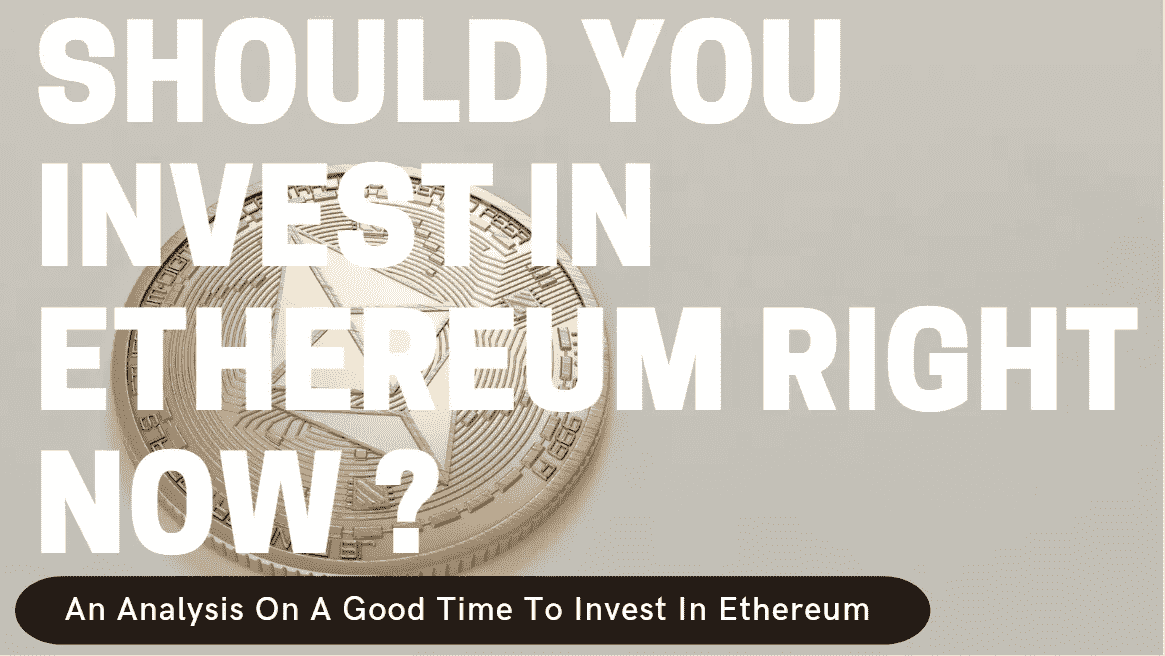 SHOULD YOU
INVEST IN
ETHEREUM RIGHT
NOW ?
An Analysis On A Good Time To Invest In Ethereum